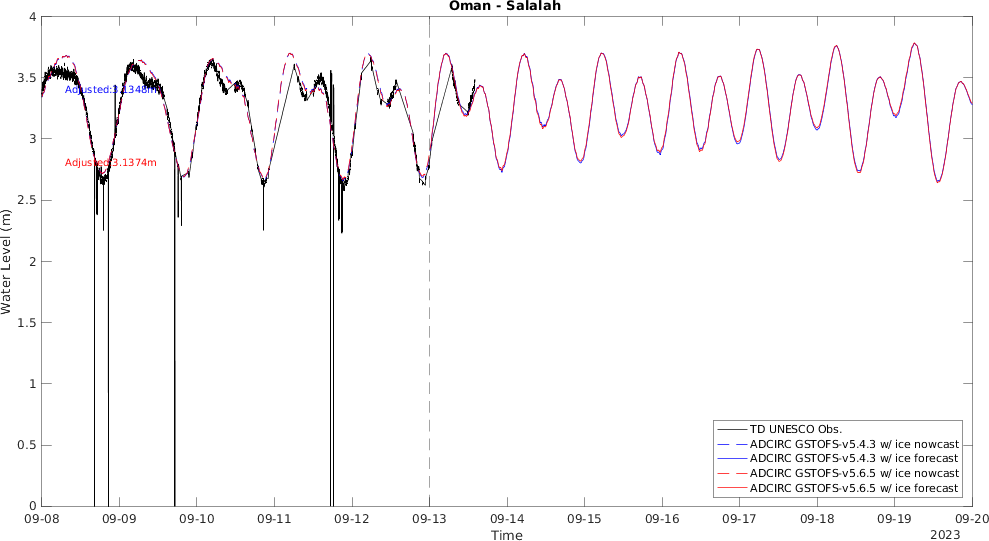 Oman - Salalah
4
3.5
3
2.5
2
1.5
1
0.5
0
Water Level (m)
Adjusted:3.1348m
Adjusted:3.1374m
TD UNESCO Obs.
ADCIRC GSTOFS-v5.4.3 w/ ice nowcast
ADCIRC GSTOFS-v5.4.3 w/ ice forecast
ADCIRC GSTOFS-v5.6.5 w/ ice nowcast
ADCIRC GSTOFS-v5.6.5 w/ ice forecast
09-08 09-09 09-10 09-11 09-12 09-13 09-14 09-15 09-16 09-17 09-18 09-19 09-20
Time
2023